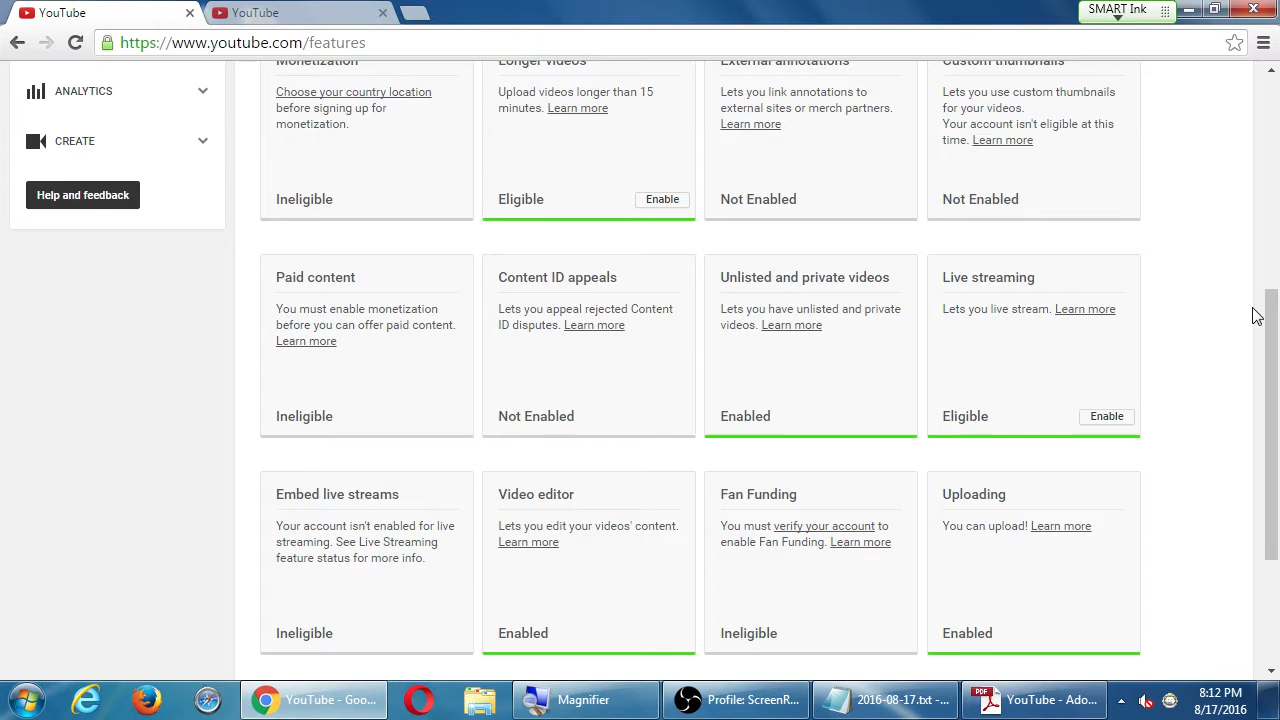 YouTube
YouTube
SMART Ink
https://www.youtube.com/features
ANALYTICS
CREATE
Help and feedback
Monetization
Choose your country location
before signing up for
monetization.
Ineligible
Longer videos
Upload videos longer than 15
minutes. Learn more
Eligible
Enable
External annotations
Lets you link annotations to
external sites or merch partners.
Learn more
Not Enabled
Custom thumbnails
Lets you use custom thumbnails
for your videos.
Your account isn't eligible at this
time. Learn more
Not Enabled
Paid content
You must enable monetization
before you can offer paid content.
Learn more
Ineligible
Content ID appeals
Lets you appeal rejected Content
ID disputes. Learn more
Not Enabled
Unlisted and private videos
Lets you have unlisted and private
videos. Learn more
Enabled
Live streaming
Lets you live stream. Learn more
Eligible
Enable
Embed live streams
Your account isn't enabled for live
streaming. See Live Streaming
feature status for more info.
Ineligible
Video editor
Lets you edit your videos' content.
Learn more
Enabled
Fan Funding
You must verify your account to
enable Fan Funding. Learn more
Ineligible
Uploading
You can upload! Learn more
Enabled
YouTube - Goo...
Magnifier
Profile: ScreenR...
2016-08-17.txt -...
PDF
YouTube - Ado...
8:12 PM
8/17/2016